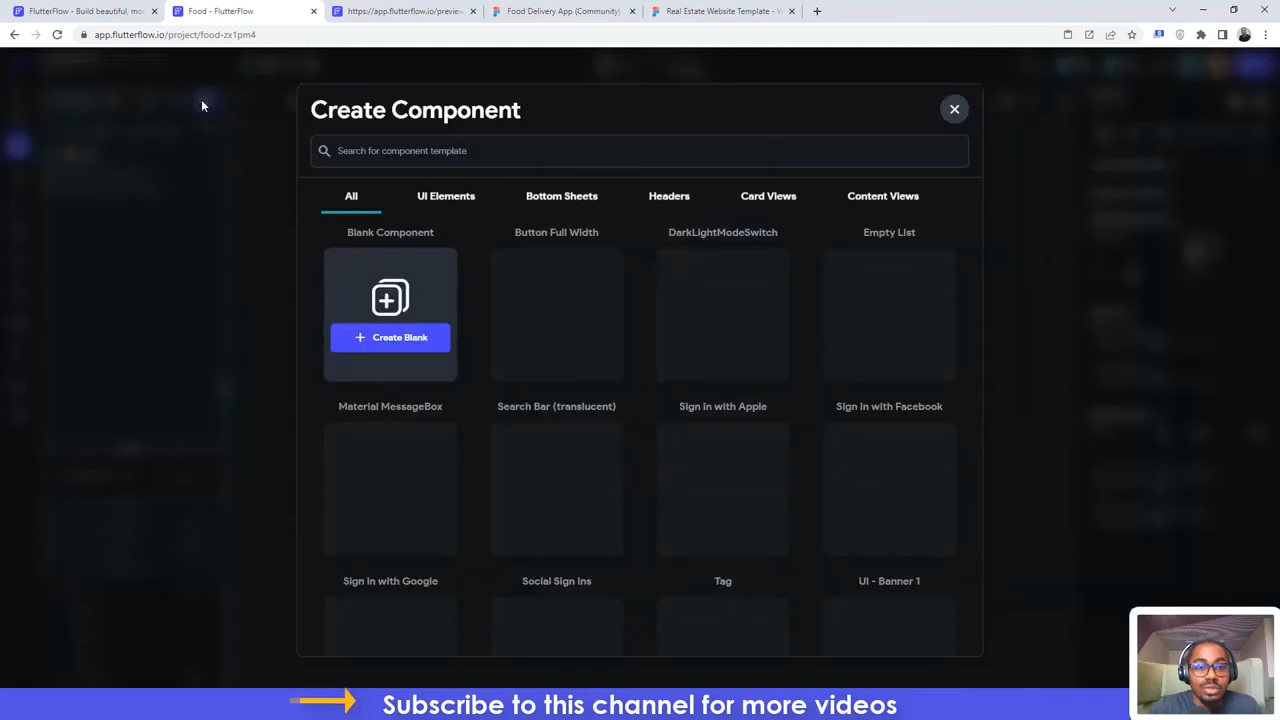 FlutterFlow - Build beautiful, mo
Food - FlutterFlow
https://app.flutterflow.io/preview
Food Delivery App (Community)
Real Estate Website Template - W
app.flutterflow.io/project/food-zx1pm4
Create Component
Search for component template
All
UI Elements
Bottom Sheets
Headers
Card Views
Content Views
Blank Component
Button Full Width
DarkLightModeSwitch
Empty List
+ Create Blank
Material MessageBox
Search Bar (translucent)
Sign in with Apple
Sign in with Facebook
Sign in with Google
Social Sign Ins
Tag
UI - Banner 1
Subscribe to this channel for more videos